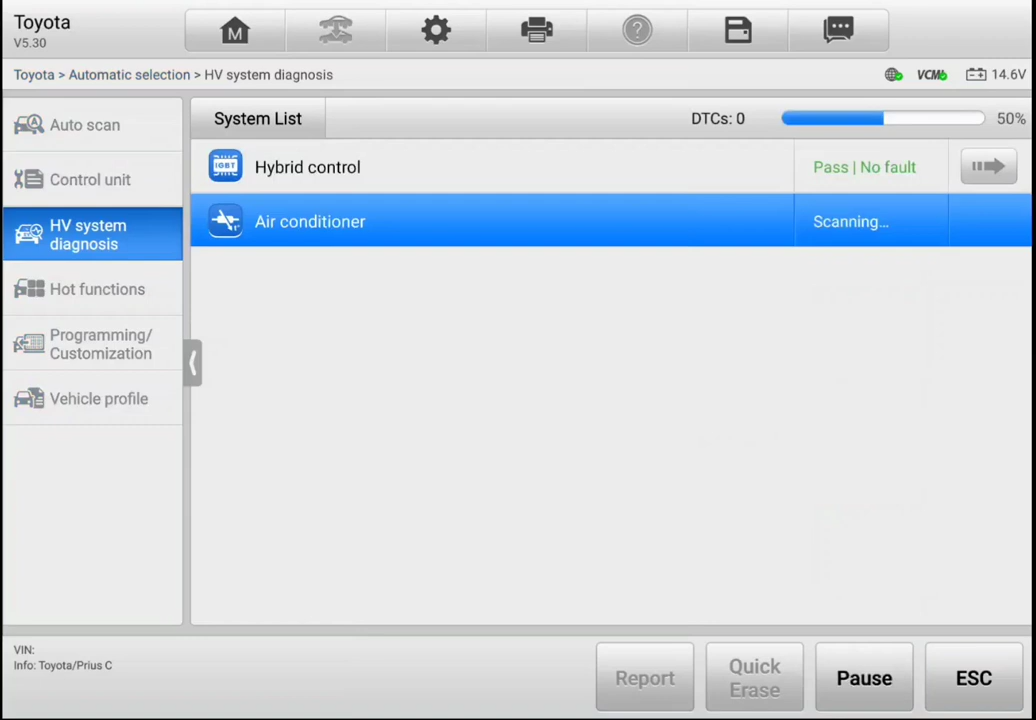 Toyota
V5.30
M
?
Toyota > Automatic selection > HV system diagnosis
VCMI
14.6V
Auto scan
Control unit
HV system
diagnosis
Hot functions
Programming/
Customization
Vehicle profile
System List
DTCs: 0
50%
IGBT
Hybrid control
Pass | No fault
Air conditioner
Scanning...
VIN:
Info: Toyota/Prius C
Report
Quick
Erase
Pause
ESC